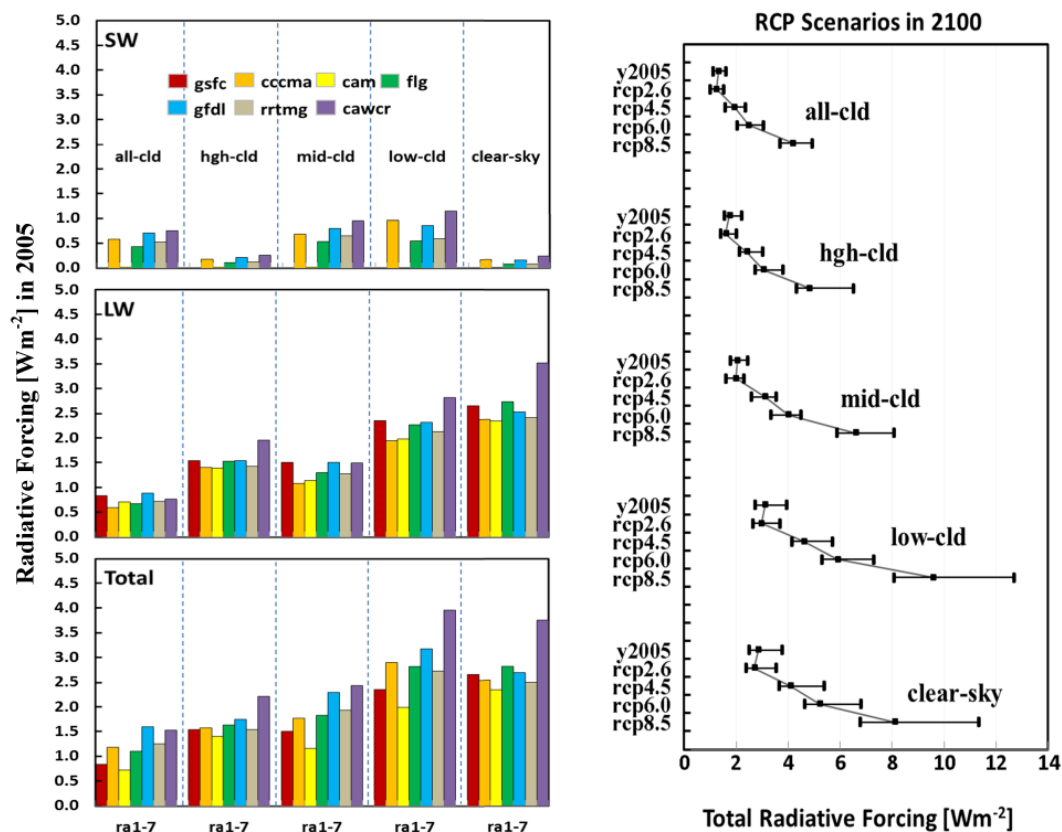 Radiative Forcing [Wm-2] in 2005
5.0
4.5
4.0
3.5
3.0
2.5
2.0
1.5
1.0
0.5
0.0
SW
gsfc cccma cam flg
gfdl rrtmg cawcr
all-cld hgh-cld mid-cld low-cld clear-sky
5.0
4.5
4.0
3.5
3.0
2.5
2.0
1.5
1.0
0.5
0.0
LW
5.0
4.5
4.0
3.5
3.0
2.5
2.0
1.5
1.0
0.5
0.0
Total
ra1-7 ra1-7 ra1-7 ra1-7 ra1-7
RCP Scenarios in 2100
y2005
rcp2.6
rcp4.5
rcp6.0
rcp8.5
all-cld
y2005
rcp2.6
rcp4.5
rcp6.0
rcp8.5
hgh-cld
y2005
rcp2.6
rcp4.5
rcp6.0
rcp8.5
mid-cld
y2005
rcp2.6
rcp4.5
rcp6.0
rcp8.5
low-cld
y2005
rcp2.6
rcp4.5
rcp6.0
rcp8.5
clear-sky
0 2 4 6 8 10 12 14
Total Radiative Forcing [Wm-2]